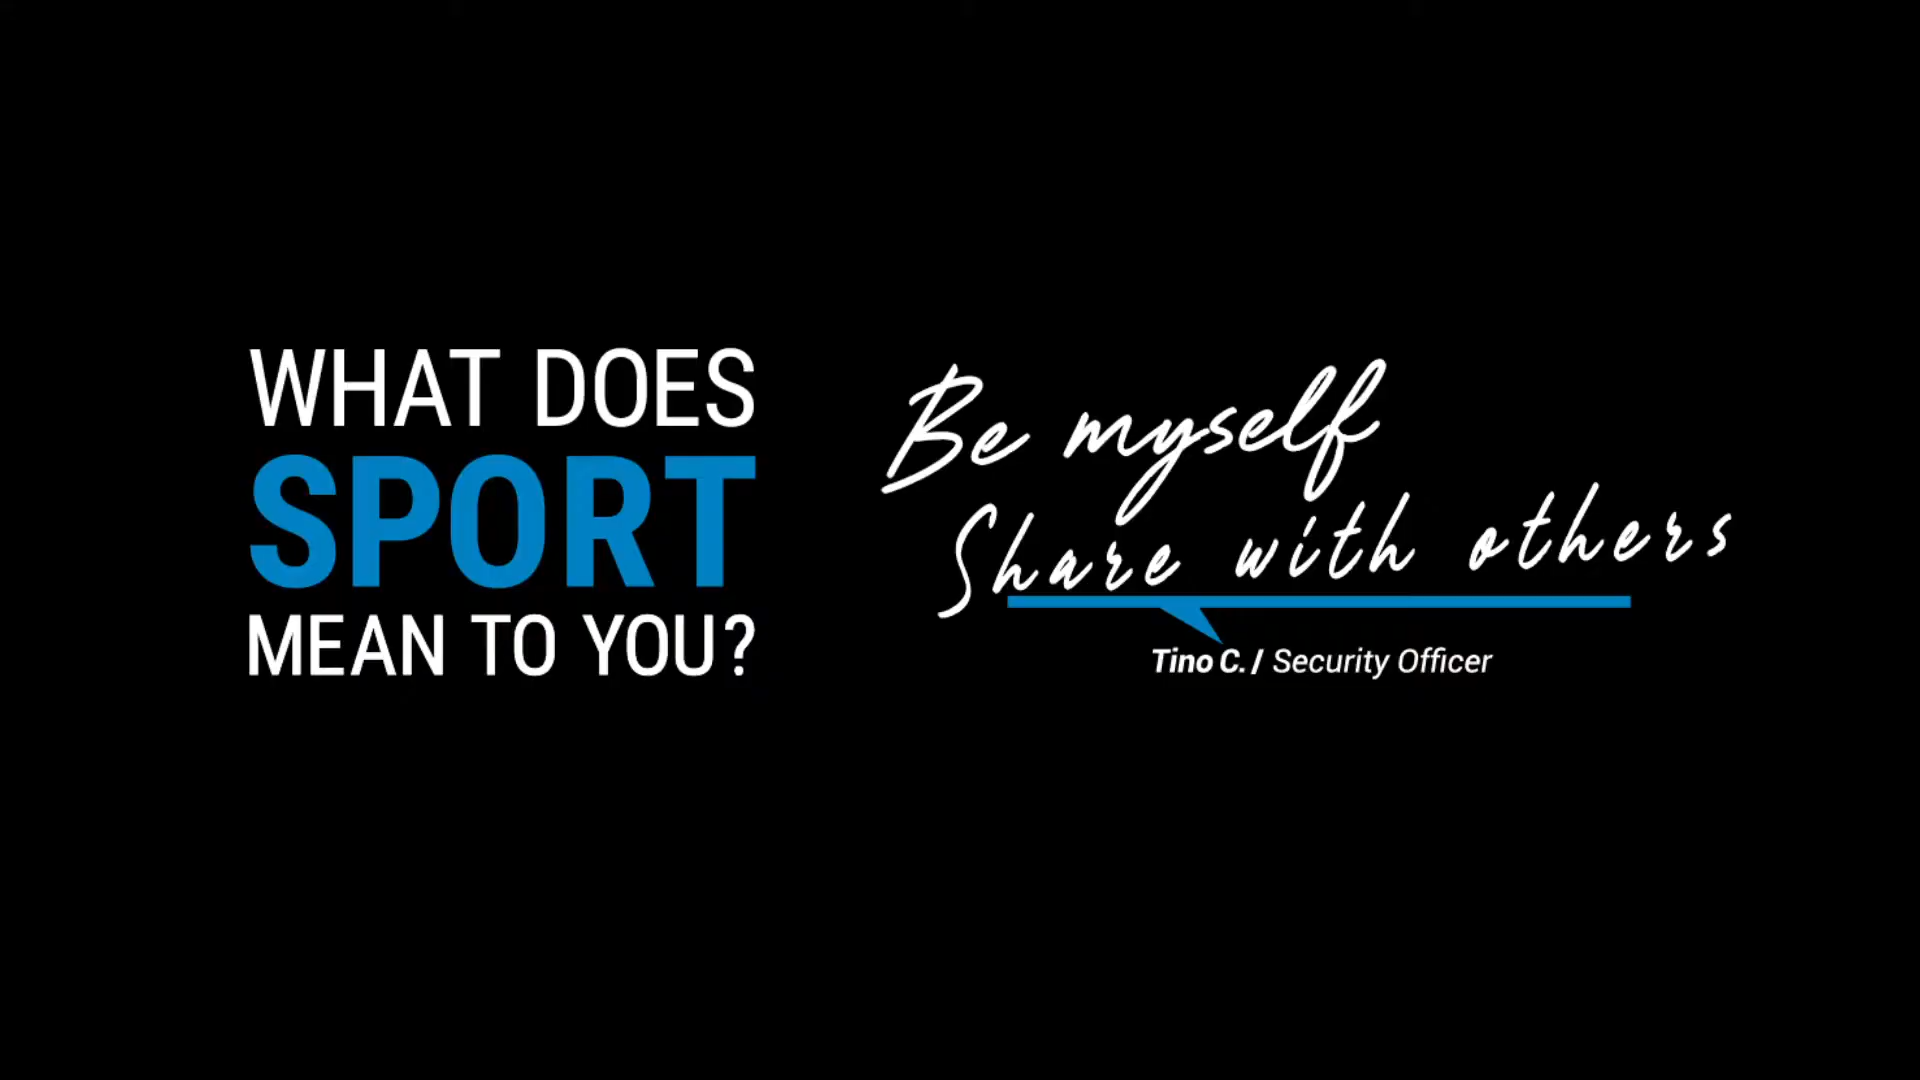 WHAT DOES
SPORT
MEAN TO YOU?
Be myself
Share with others
Tino C. / Security Officer